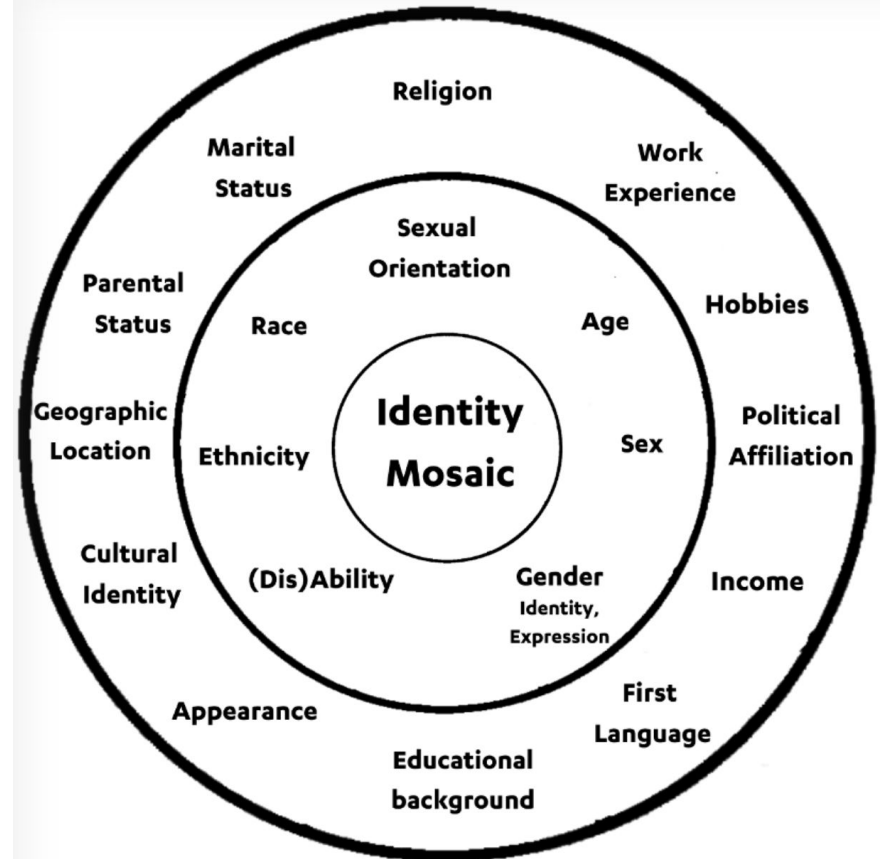 Religion
Marital
Status
Work
Experience
Sexual
Orientation
Parental
Status
Race
Age
Hobbies
Geographic
Location
Identity
Mosaic
Ethnicity
Sex
Political
Affiliation
Cultural
Identity
(Dis)Ability
Gender
Identity,
Expression
Income
Appearance
First
Language
Educational
background